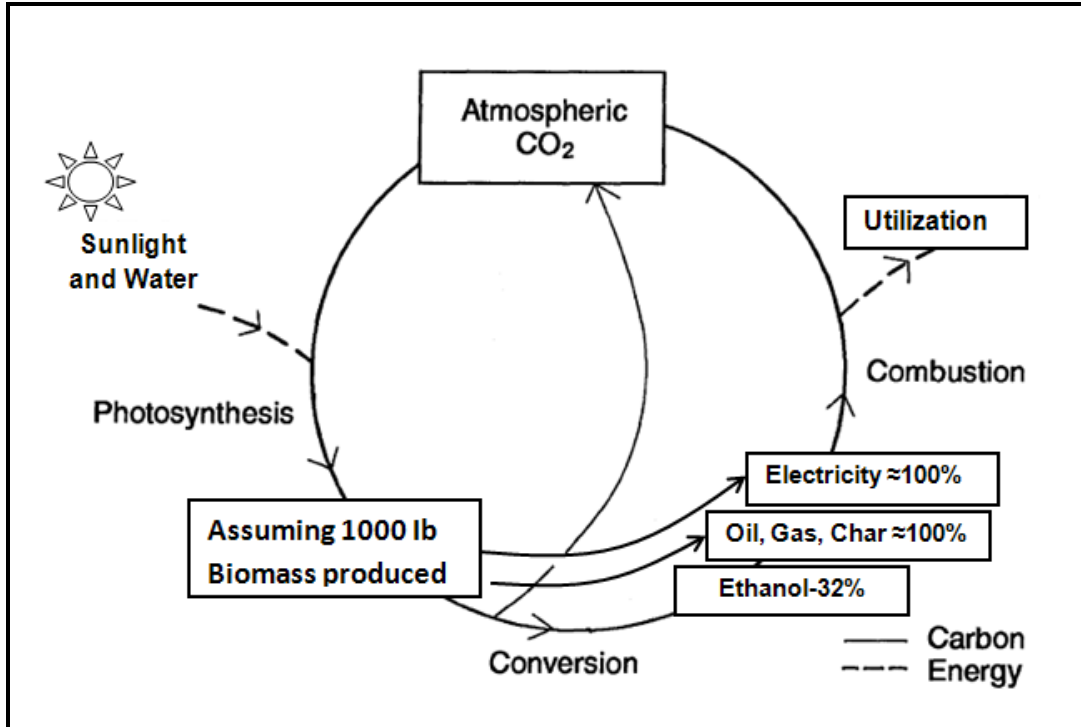 Atmospheric
CO₂
Sunlight
and Water
Utilization
Photosynthesis
Combustion
Electricity ≈100%
Assuming 1000 lb
Biomass produced
Oil, Gas, Char ≈100%
Ethanol-32%
Conversion
Carbon
Energy